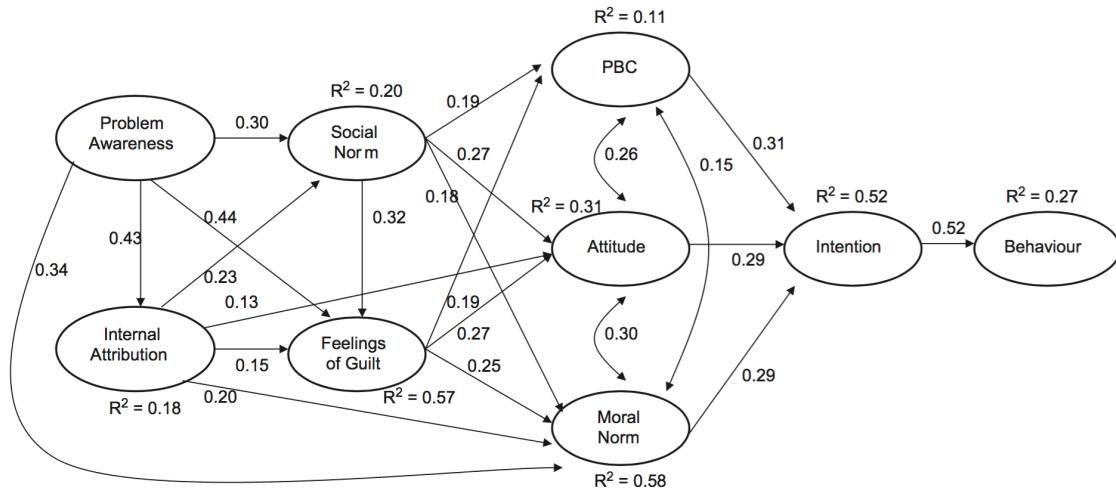 R² = 0.11
PBC
R² = 0.20
Problem
Awareness
0.30
Social
Norm
0.19
0.27
0.18
0.26
0.15
0.31
0.44
0.43
0.32
0.34
0.23
0.13
R² = 0.31
Attitude
0.29
R² = 0.52
Intention
0.52
R² = 0.27
Behaviour
Internal
Attribution
0.15
Feelings
of Guilt
0.19
0.27
0.25
0.30
0.29
R² = 0.18
0.20
R² = 0.57
Moral
Norm
R² = 0.58